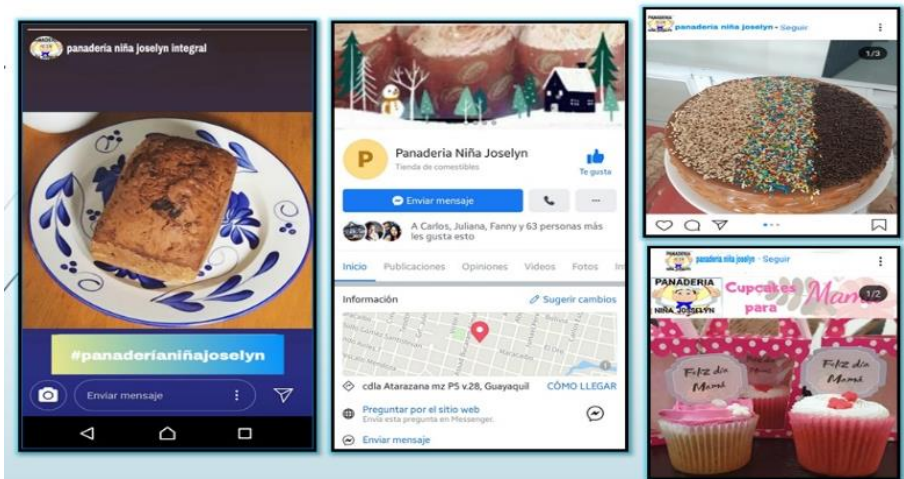 panaderia niña joselyn integral
#panaderíaniñajoselyn
Enviar mensaje
P
Panaderia Niña Joselyn
Tienda de comestibles
Te gusta
Enviar mensaje
A Carlos, Juliana, Fanny y 63 personas más
les gusta esto
Inicio Publicaciones Opiniones Videos Fotos In
Información
Sugerir cambios
Maracaibo
cdla Atarazana mz P5 v.28, Guayaquil
CÓMO LLEGAR
Preguntar por el sitio web
Envía esta pregunta en Messenger.
Enviar mensaje
panaderia niña joselyn - Seguir
1/3
PANADERIA
panaderia niña joselyn - Seguir
PANADERIA
NIÑA JOSELYN
Cupcakes
para
Mamá
1/2
Feliz día
Mamá
Feliz día
Mamá